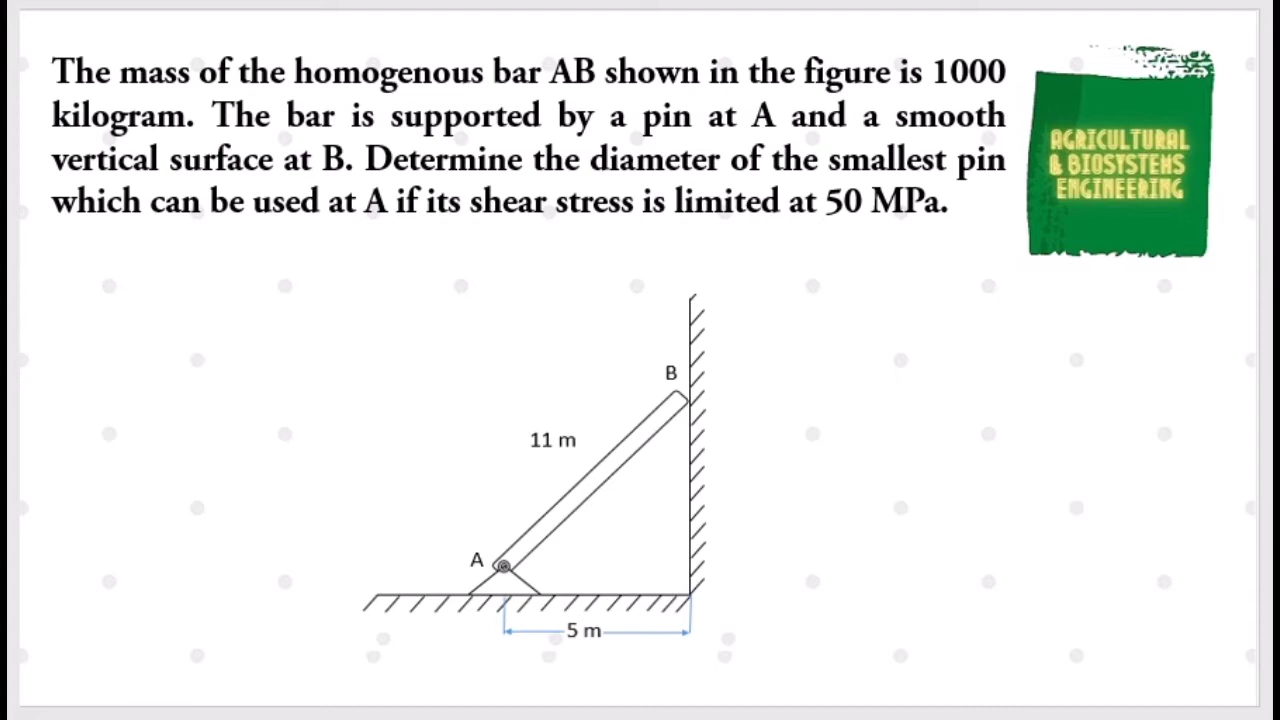 The mass of the homogenous bar AB shown in the figure is 1000
kilogram. The bar is supported by a pin at A and a smooth
vertical surface at B. Determine the diameter of the smallest pin
which can be used at A if its shear stress is limited at 50 MPa.
AGRICULTURAL
& BIOSYSTEMS
ENGINEERING
B
11 m
A
5 m